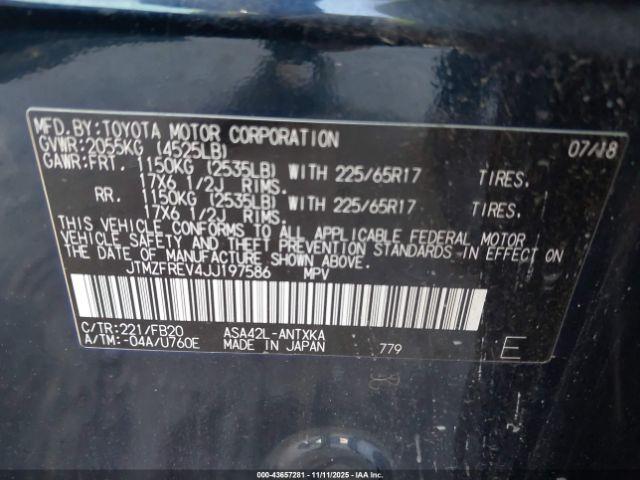 MFD.BY:TOYOTA MOTOR CORPORATION 07/18
GVWR:2055KG (4525LB)
GAWR:FRT. 1150KG (2535LB) WITH 225/65R17 TIRES.
17X6 1/2J RIMS.
RR. 1150KG (2535LB) WITH 225/65R17 TIRES.
17X6 1/2J RIMS.
THIS VEHICLE CONFORMS TO ALL APPLICABLE FEDERAL MOTOR
VEHICLE SAFETY AND THEFT PREVENTION STANDARDS IN EFFECT ON
THE DATE OF MANUFACTURE SHOWN ABOVE.
JTMZFREV4JJ197586 MPV
C/TR:221/FB20 ASA42L-ANTXKA
A/TM:-04A/U760E MADE IN JAPAN 779 E
000-43657281 - 11/11/2025 - IAA Inc.